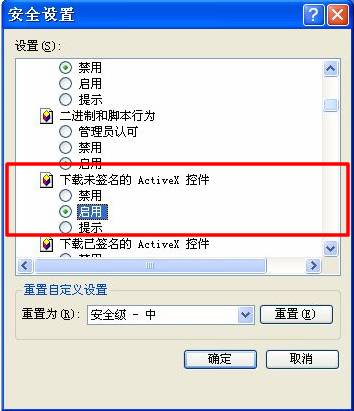 安全设置
设置(S):
禁用
启用
提示
二进制和脚本行为
管理员认可
禁用
启用
下载未签名的 ActiveX 控件
禁用
启用
提示
下载已签名的 ActiveX 控件
禁用
重置自定义设置
重置为(R): 安全级 - 中 重置(E)
确定 取消